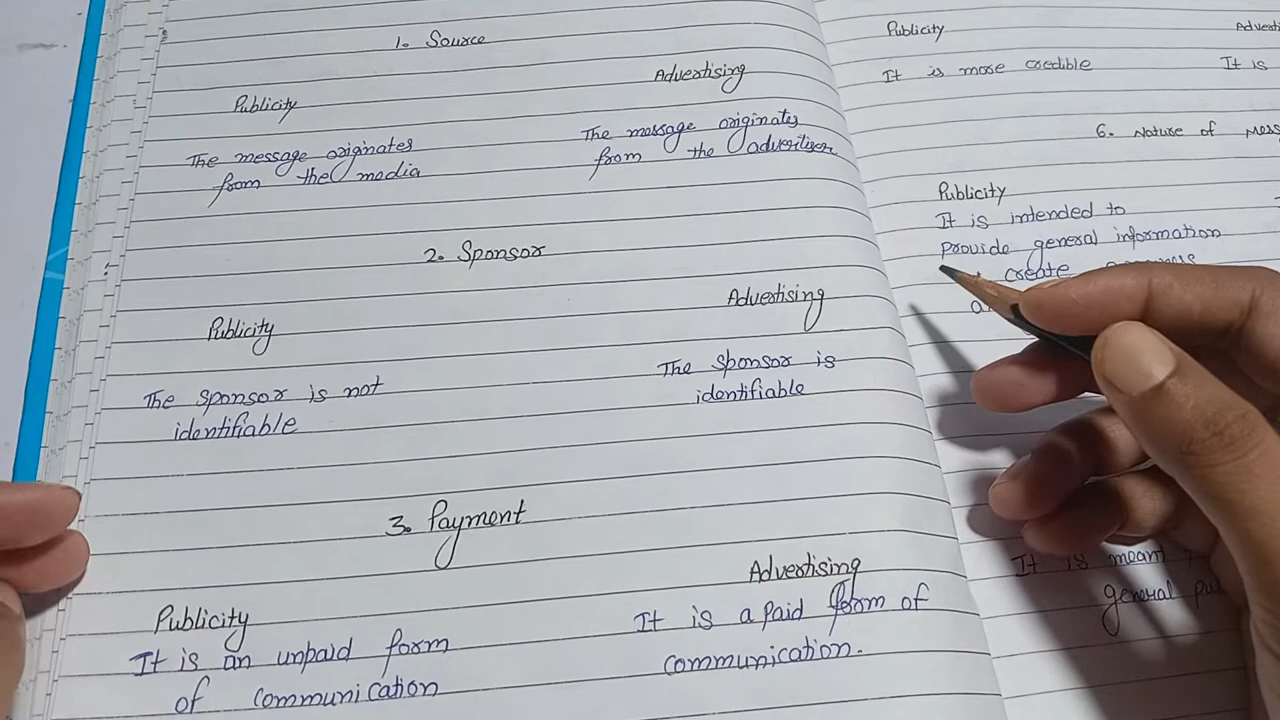 1. Source
Publicity
Advertising
The message originates
from the media
The message originates
from the advertiser
2. Sponsor
Publicity
Advertising
The sponsor is not
identifiable
The sponsor is
identifiable
3. Payment
Publicity
Advertising
It is an unpaid form
of communication
It is a paid form of
communication.
Publicity
It is more credible
It is
6. Nature of
Publicity
It is intended to
provide general information
create
It is meant
general